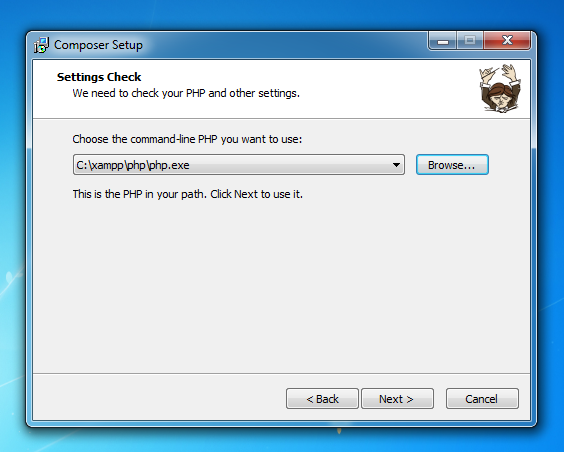 Composer Setup
Settings Check
We need to check your PHP and other settings.
Choose the command-line PHP you want to use:
C:\xampp\php\php.exe
Browse...
This is the PHP in your path. Click Next to use it.
< Back
Next >
Cancel